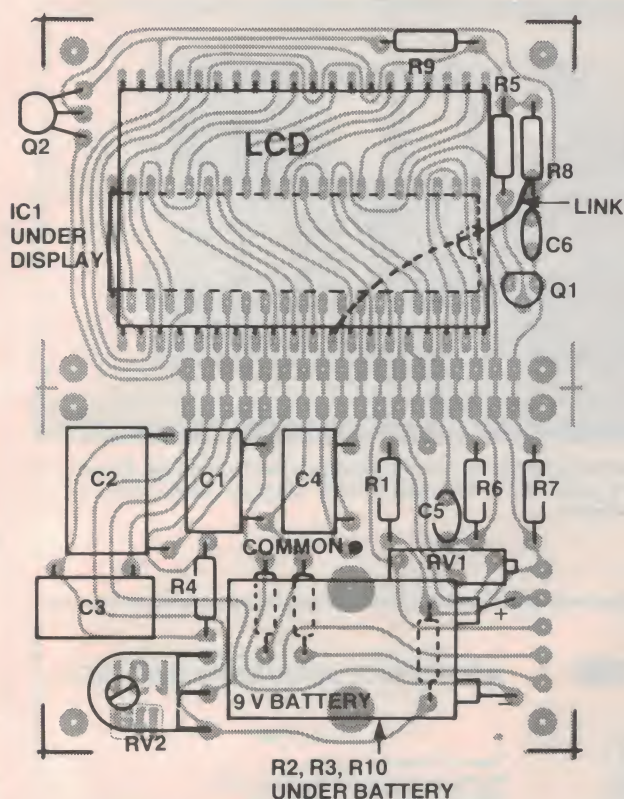 R9
R5
Q2
LCD
R8
IC1
UNDER
DISPLAY
LINK
C6
Q1
C2
C1
C4
R1
C5
R6
R7
COMMON
RV1
R4
C3
+
9 V BATTERY
–
RV2
R2, R3, R10
UNDER BATTERY